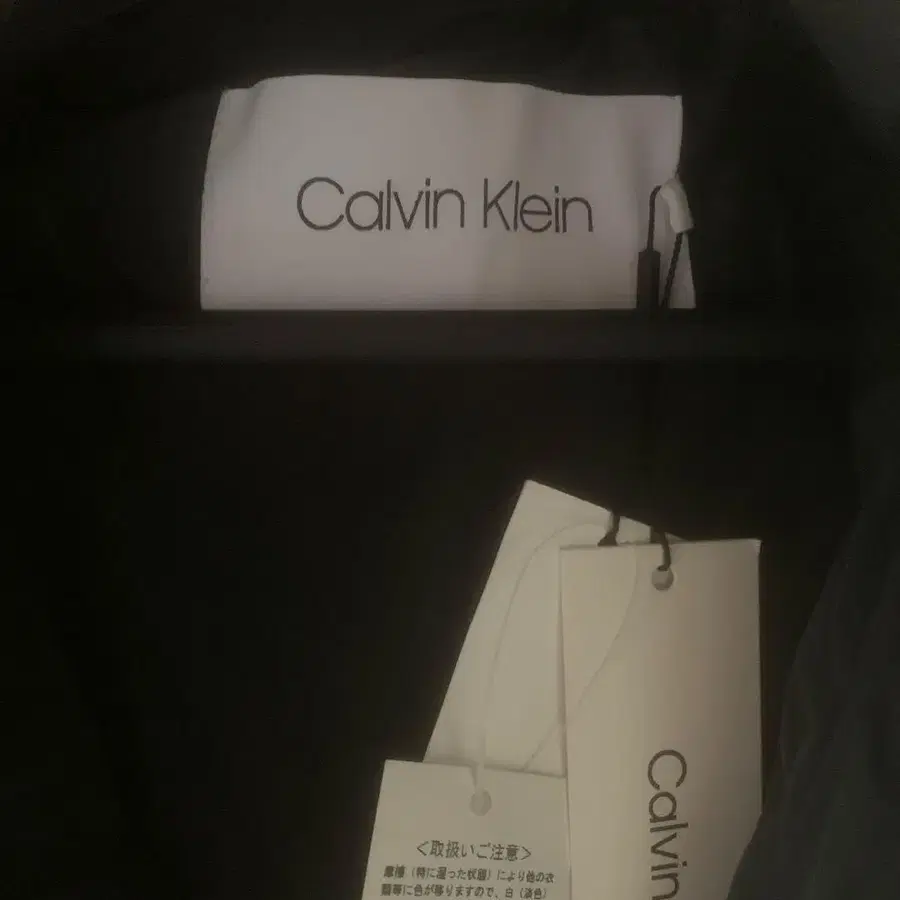 Calvin Klein
Calvin
<取扱いご注意>
摩擦（特に湿った状態）により他の衣
類等に色が移りますので、白（淡色）